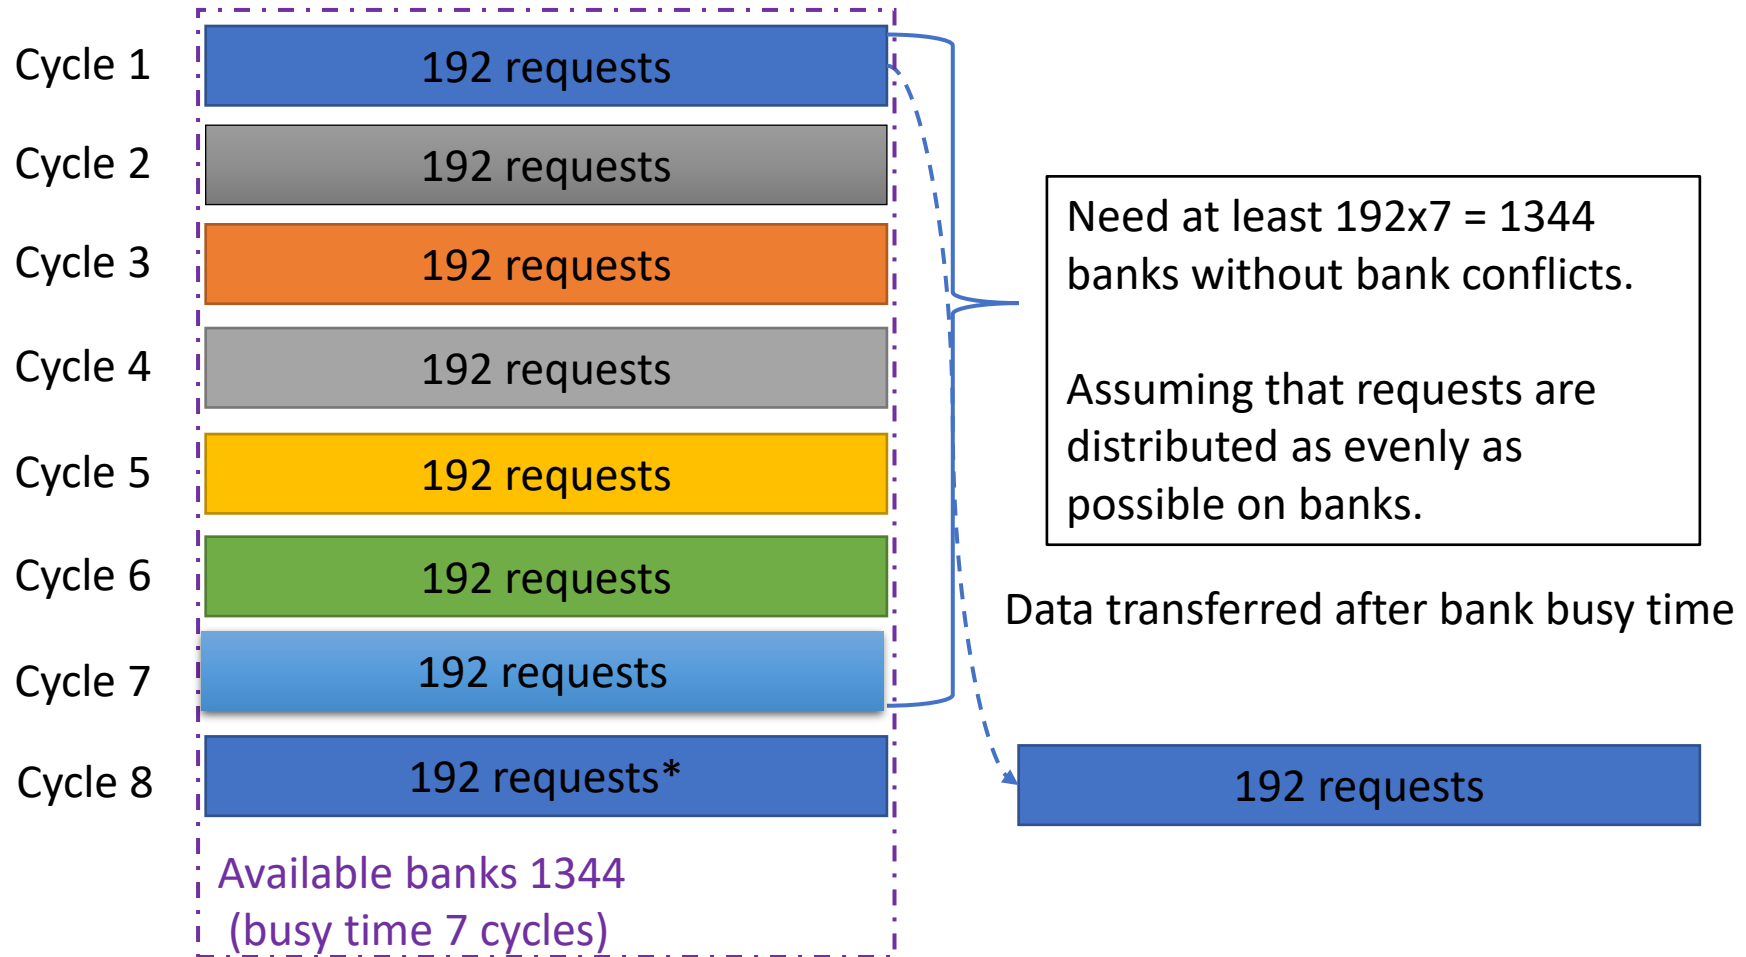 Cycle 1
192 requests
Cycle 2
192 requests
Cycle 3
192 requests
Cycle 4
192 requests
Cycle 5
192 requests
Cycle 6
192 requests
Cycle 7
192 requests
Cycle 8
192 requests*
Available banks 1344
(busy time 7 cycles)
Need at least 192x7 = 1344
banks without bank conflicts.
Assuming that requests are
distributed as evenly as
possible on banks.
Data transferred after bank busy time
192 requests